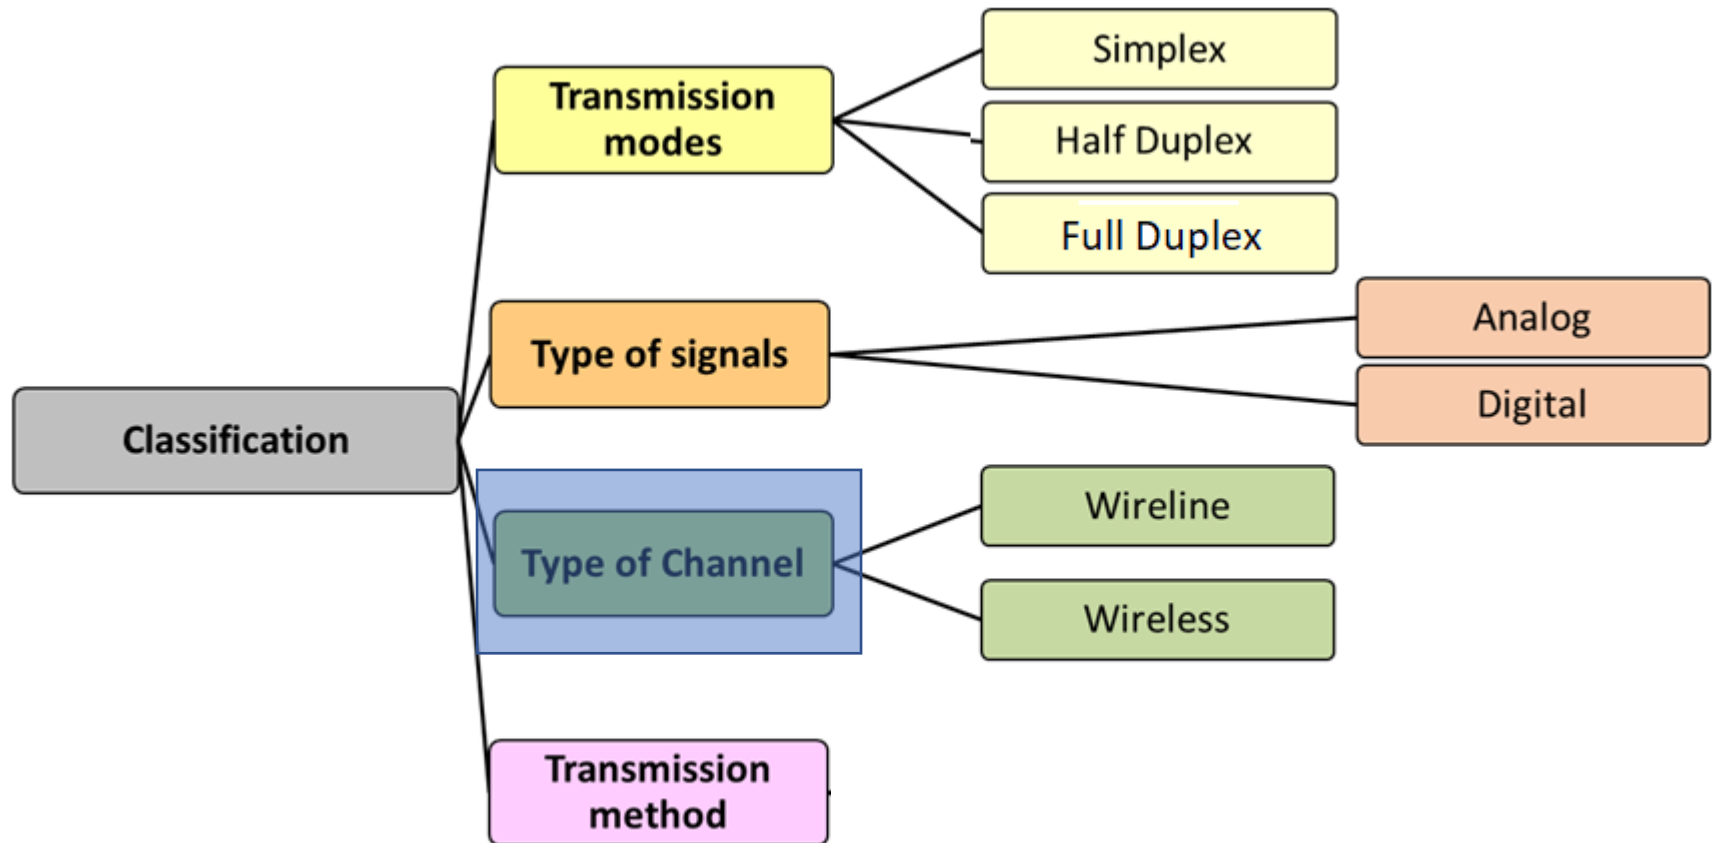 Simplex
Transmission
modes
Half Duplex
Full Duplex
Analog
Type of signals
Digital
Classification
Wireline
Type of Channel
Wireless
Transmission
method